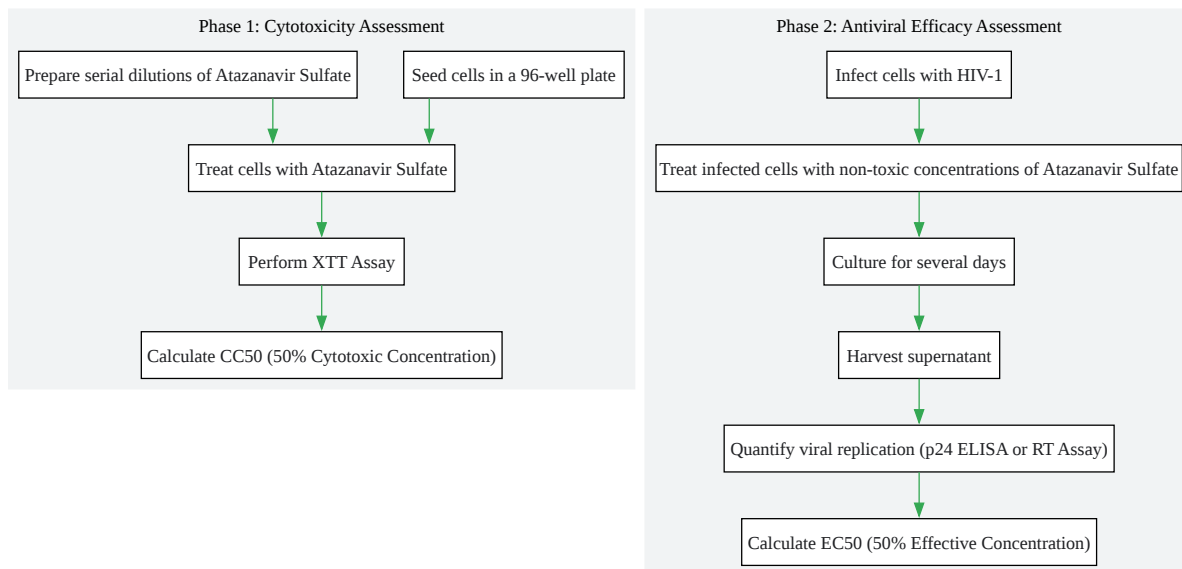 Phase 1: Cytotoxicity Assessment
Prepare serial dilutions of Atazanavir Sulfate
Seed cells in a 96-well plate
Treat cells with Atazanavir Sulfate
Perform XTT Assay
Calculate CC50 (50% Cytotoxic Concentration)
Phase 2: Antiviral Efficacy Assessment
Infect cells with HIV-1
Treat infected cells with non-toxic concentrations of Atazanavir Sulfate
Culture for several days
Harvest supernatant
Quantify viral replication (p24 ELISA or RT Assay)
Calculate EC50 (50% Effective Concentration)